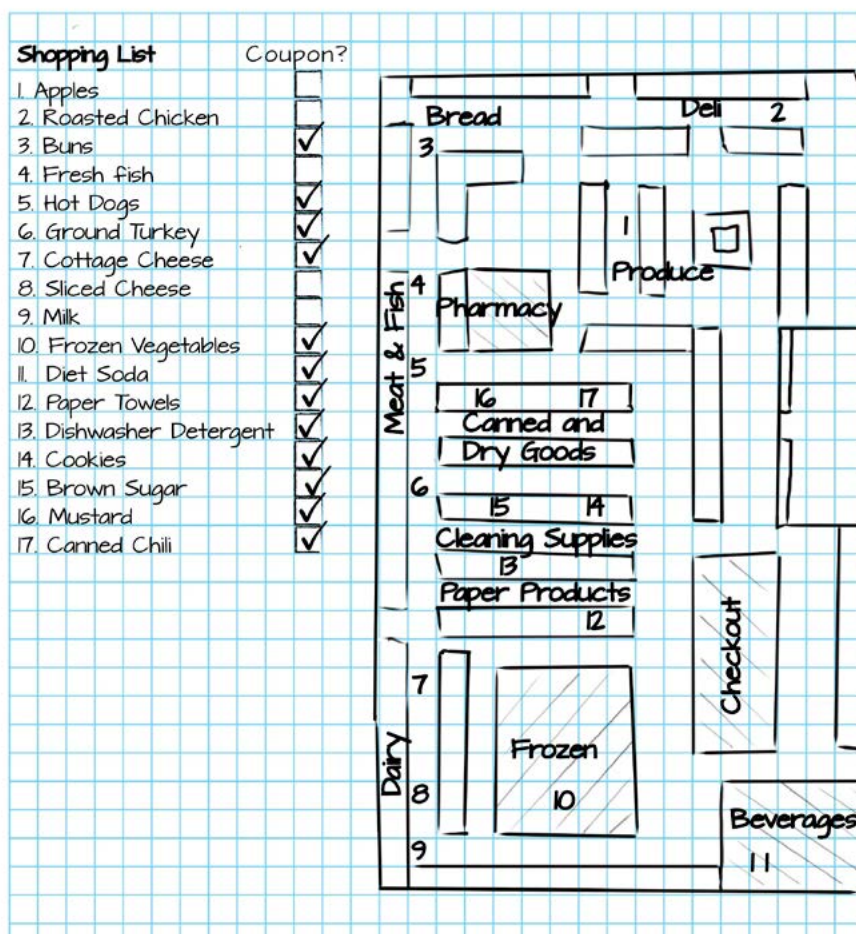 Shopping List Coupon?
1. Apples
2. Roasted Chicken
3. Buns
4. Fresh fish
5. Hot Dogs
6. Ground Turkey
7. Cottage Cheese
8. Sliced Cheese
9. Milk
10. Frozen Vegetables
11. Diet Soda
12. Paper Towels
13. Dishwasher Detergent
14. Cookies
15. Brown Sugar
16. Mustard
17. Canned Chili
Bread
Deli 2
3
1
Produce
4
Pharmacy
Meat & Fish
5
16 17
Canned and
Dry Goods
6
15 14
Cleaning Supplies
13
Paper Products
12
Checkout
7
Frozen
Dairy
8
10
Beverages
9
11